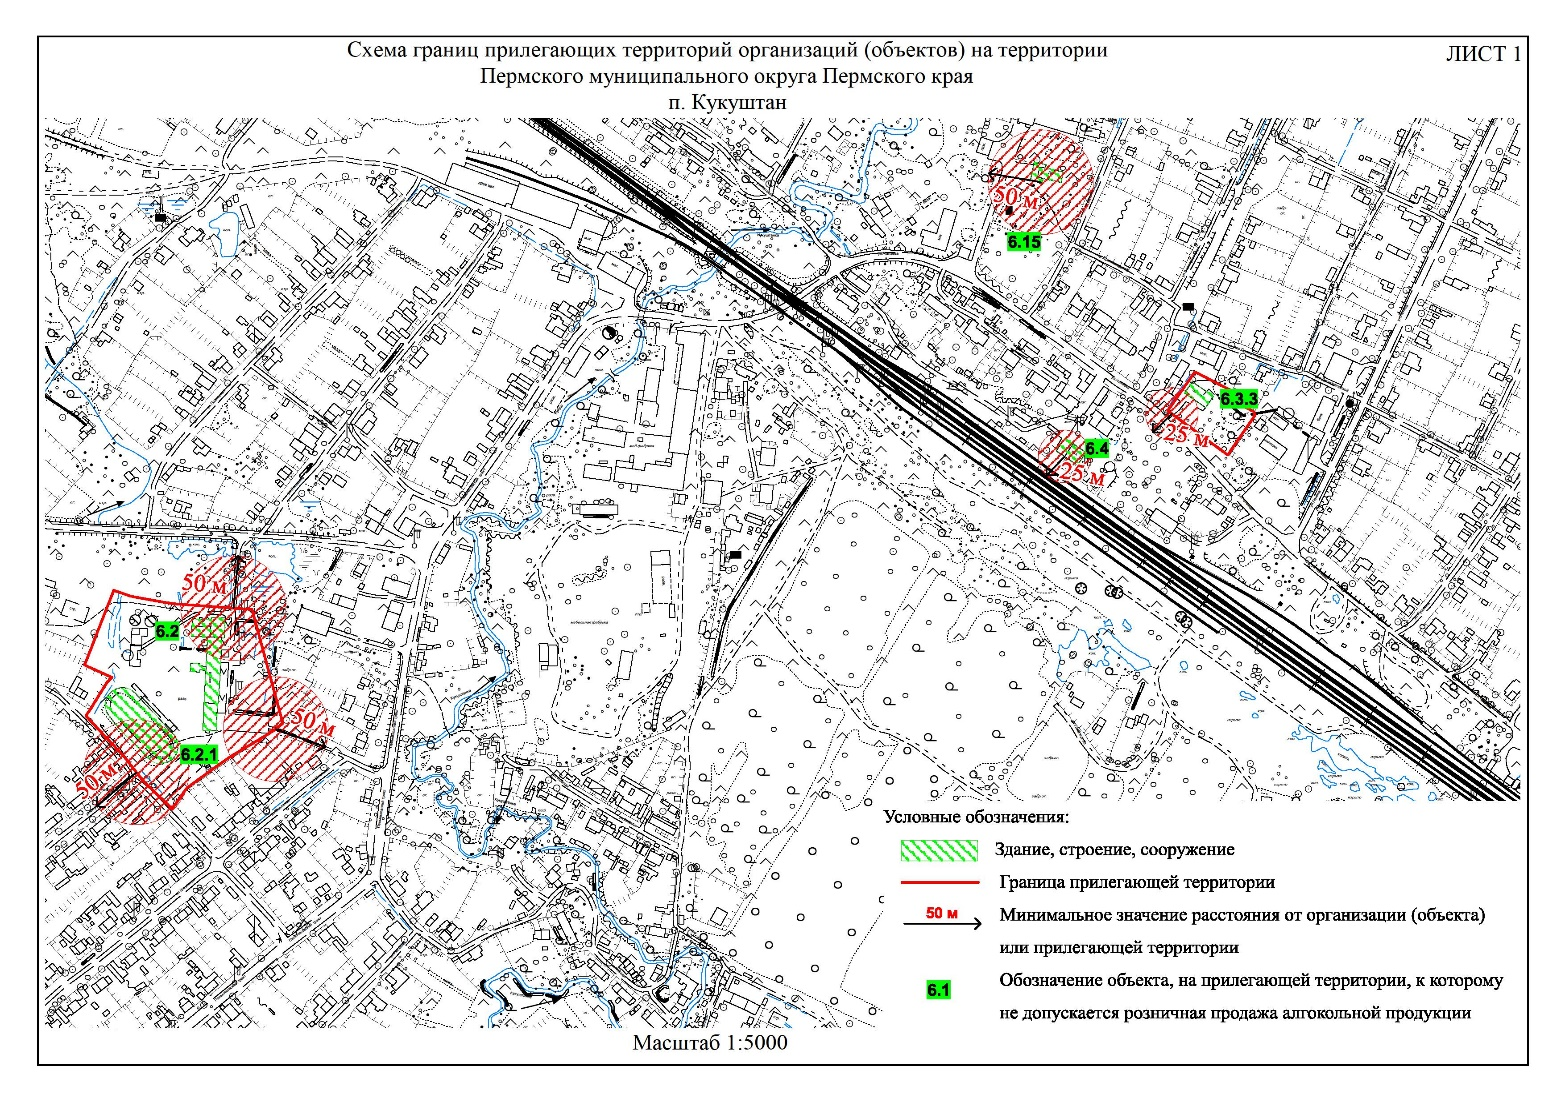 Схема границ прилегающих территорий организаций (объектов) на территории
Пермского муниципального округа Пермского края
п. Кукуштан
ЛИСТ 1
50 м
6.15
6.3.3
25 м
6.4
25 м
50 м
6.2
50 м
6.2.1
50 м
Условные обозначения:
Здание, строение, сооружение
Граница прилегающей территории
50 м
Минимальное значение расстояния от организации (объекта)
или прилегающей территории
6.1
Обозначение объекта, на прилегающей территории, к которому
не допускается розничная продажа алгокольной продукции
Масштаб 1:5000